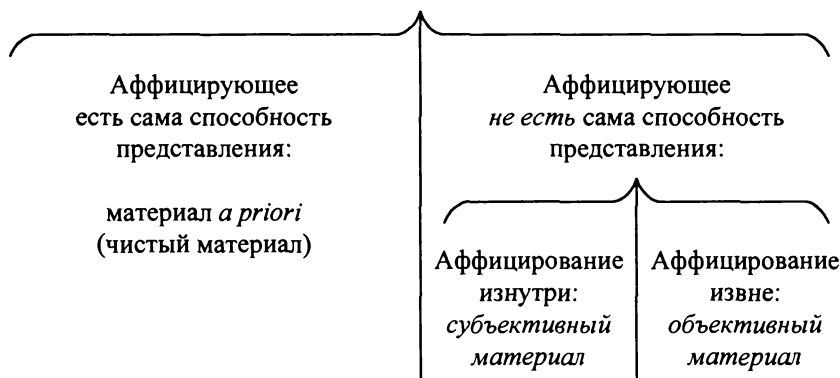 Аффицирующее
есть сама способность
представления:
материал a priori
(чистый материал)
Аффицирующее
не есть сама способность
представления:
Аффицирование
изнутри:
субъективный
материал
Аффицирование
извне:
объективный
материал